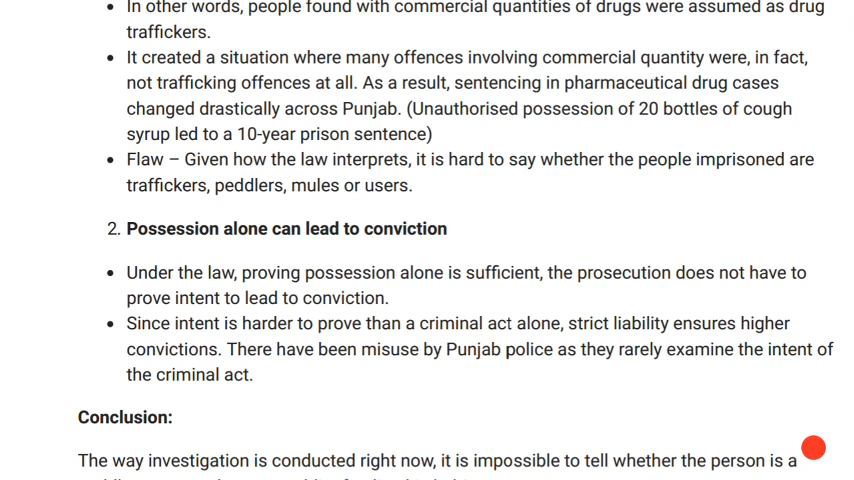 • In other words, people found with commercial quantities of drugs were assumed as drug
traffickers.
• It created a situation where many offences involving commercial quantity were, in fact,
not trafficking offences at all. As a result, sentencing in pharmaceutical drug cases
changed drastically across Punjab. (Unauthorised possession of 20 bottles of cough
syrup led to a 10-year prison sentence)
• Flaw – Given how the law interprets, it is hard to say whether the people imprisoned are
traffickers, peddlers, mules or users.
2. Possession alone can lead to conviction
• Under the law, proving possession alone is sufficient, the prosecution does not have to
prove intent to lead to conviction.
• Since intent is harder to prove than a criminal act alone, strict liability ensures higher
convictions. There have been misuse by Punjab police as they rarely examine the intent of
the criminal act.
Conclusion:
The way investigation is conducted right now, it is impossible to tell whether the person is a